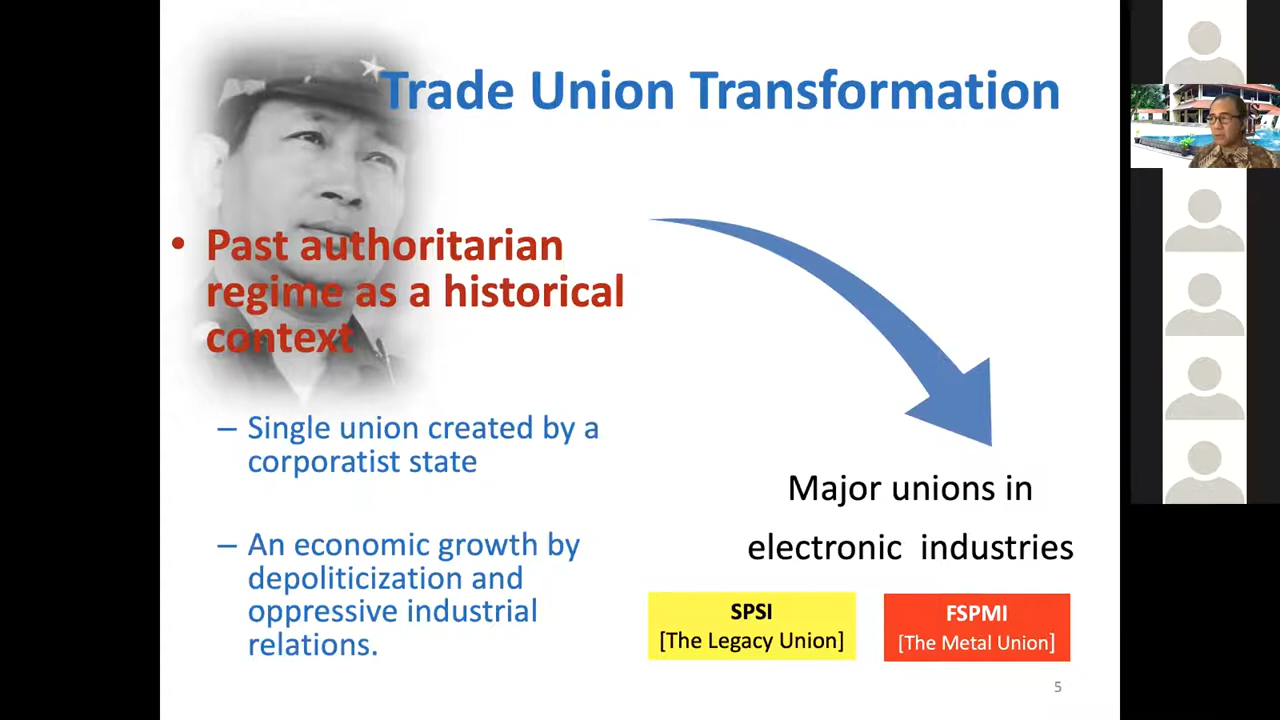 Trade Union Transformation
• Past authoritarian
regime as a historical
context
– Single union created by a
corporatist state
– An economic growth by
depoliticization and
oppressive industrial
relations.
Major unions in
electronic industries
SPSI
[The Legacy Union]
FSPMI
[The Metal Union]
5